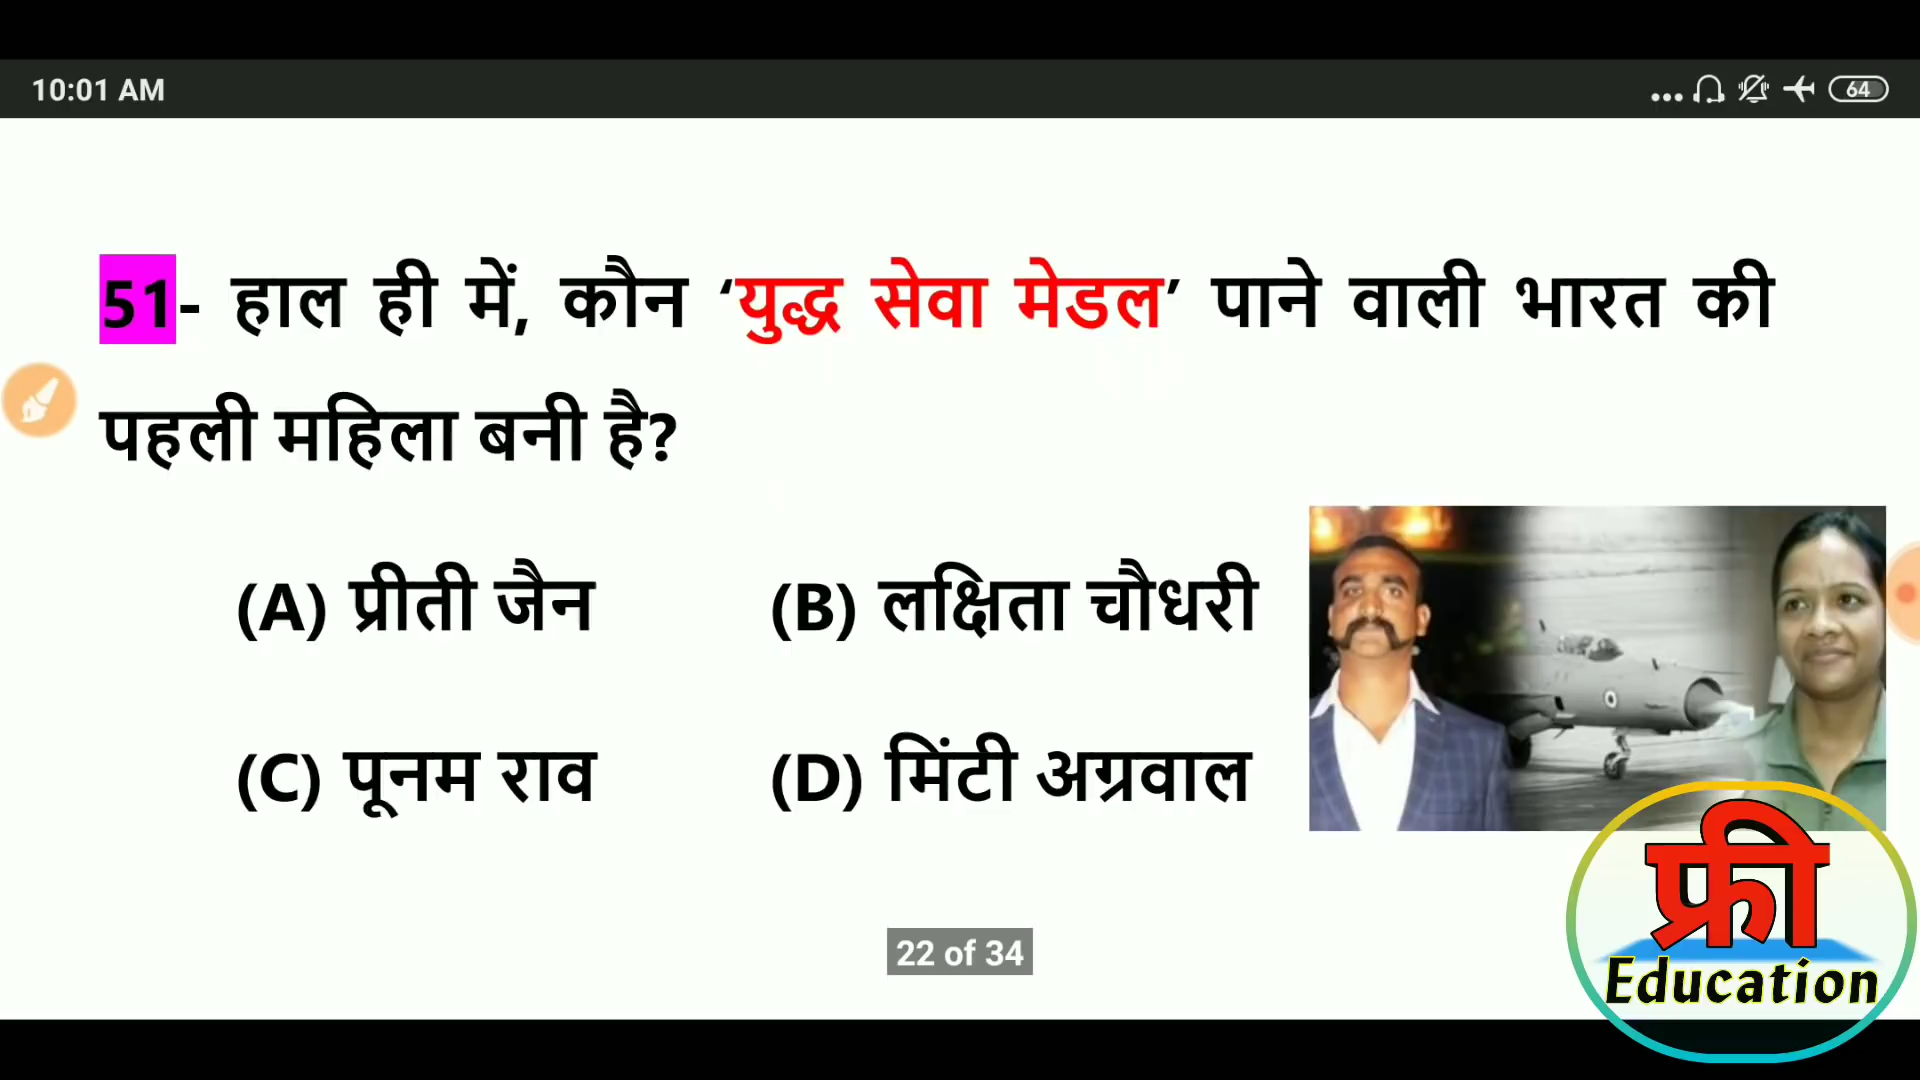 10:01 AM
... 64
51- हाल ही में, कौन ‘युद्ध सेवा मेडल’ पाने वाली भारत की
पहली महिला बनी है?
(A) प्रीती जैन (B) लक्षिता चौधरी
(C) पूनम राव (D) मिंटी अग्रवाल
22 of 34
फ्री
Education